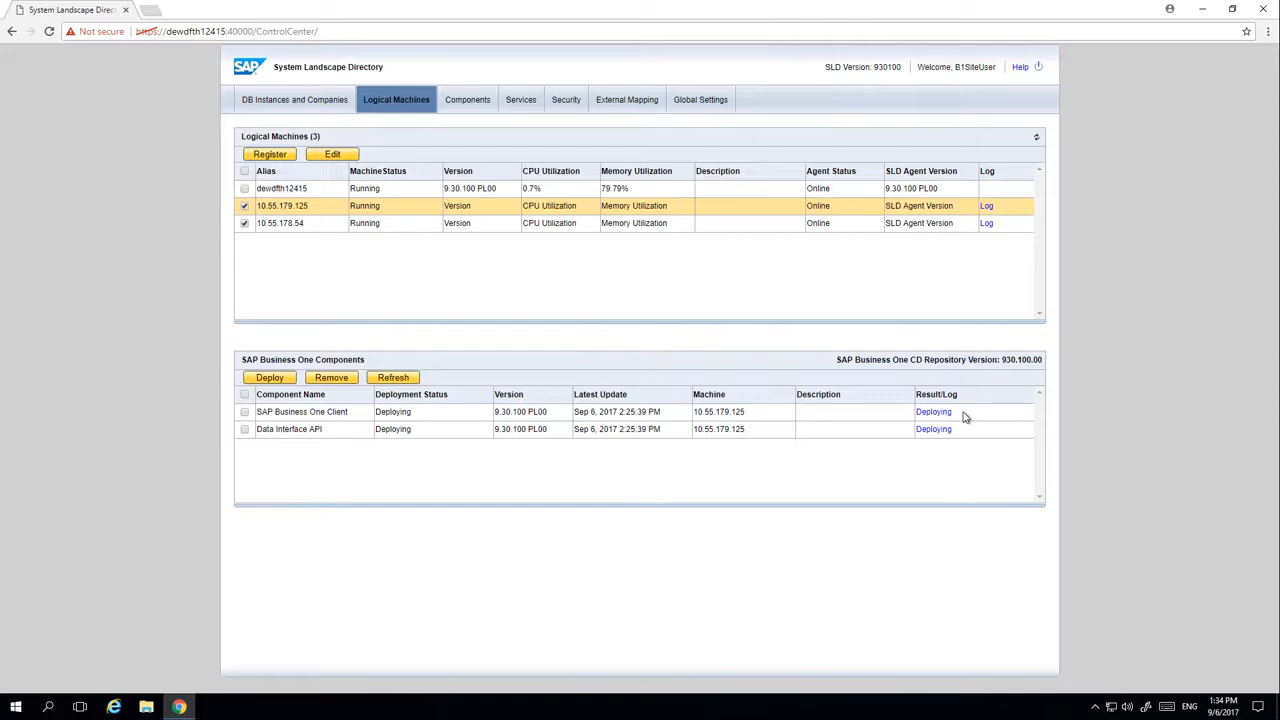 System Landscape Directory
Not secure https://dewdfth12415:40000/ControlCenter/
SAP System Landscape Directory SLD Version: 930100 Welcome, B1SiteUser Help
DB Instances and Companies Logical Machines Components Services Security External Mapping Global Settings
Logical Machines (3)
Register Edit
Alias MachineStatus Version CPU Utilization Memory Utilization Description Agent Status SLD Agent Version Log
dewdfth12415 Running 9.30.100 PL00 0.7% 79.79% Online 9.30.100 PL00
10.55.179.125 Running Version CPU Utilization Memory Utilization Online SLD Agent Version Log
10.55.178.54 Running Version CPU Utilization Memory Utilization Online SLD Agent Version Log
SAP Business One Components SAP Business One CD Repository Version: 930.100.00
Deploy Remove Refresh
Component Name Deployment Status Version Latest Update Machine Description Result/Log
SAP Business One Client Deploying 9.30.100 PL00 Sep 6, 2017 2:25:39 PM 10.55.179.125 Deploying
Data Interface API Deploying 9.30.100 PL00 Sep 6, 2017 2:25:39 PM 10.55.179.125 Deploying
ENG 1:34 PM
9/6/2017